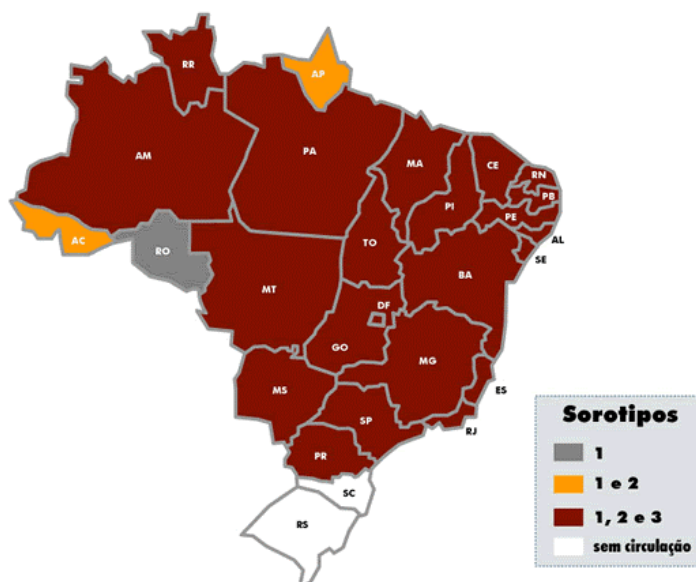 RR
AP
AM
PA
MA
CE
RN
PB
PI
PE
AC
RO
TO
AL
SE
MT
BA
DF
GO
MG
MS
ES
SP
RJ
PR
SC
RS
Sorotipos
1
1 e 2
1, 2 e 3
sem circulação